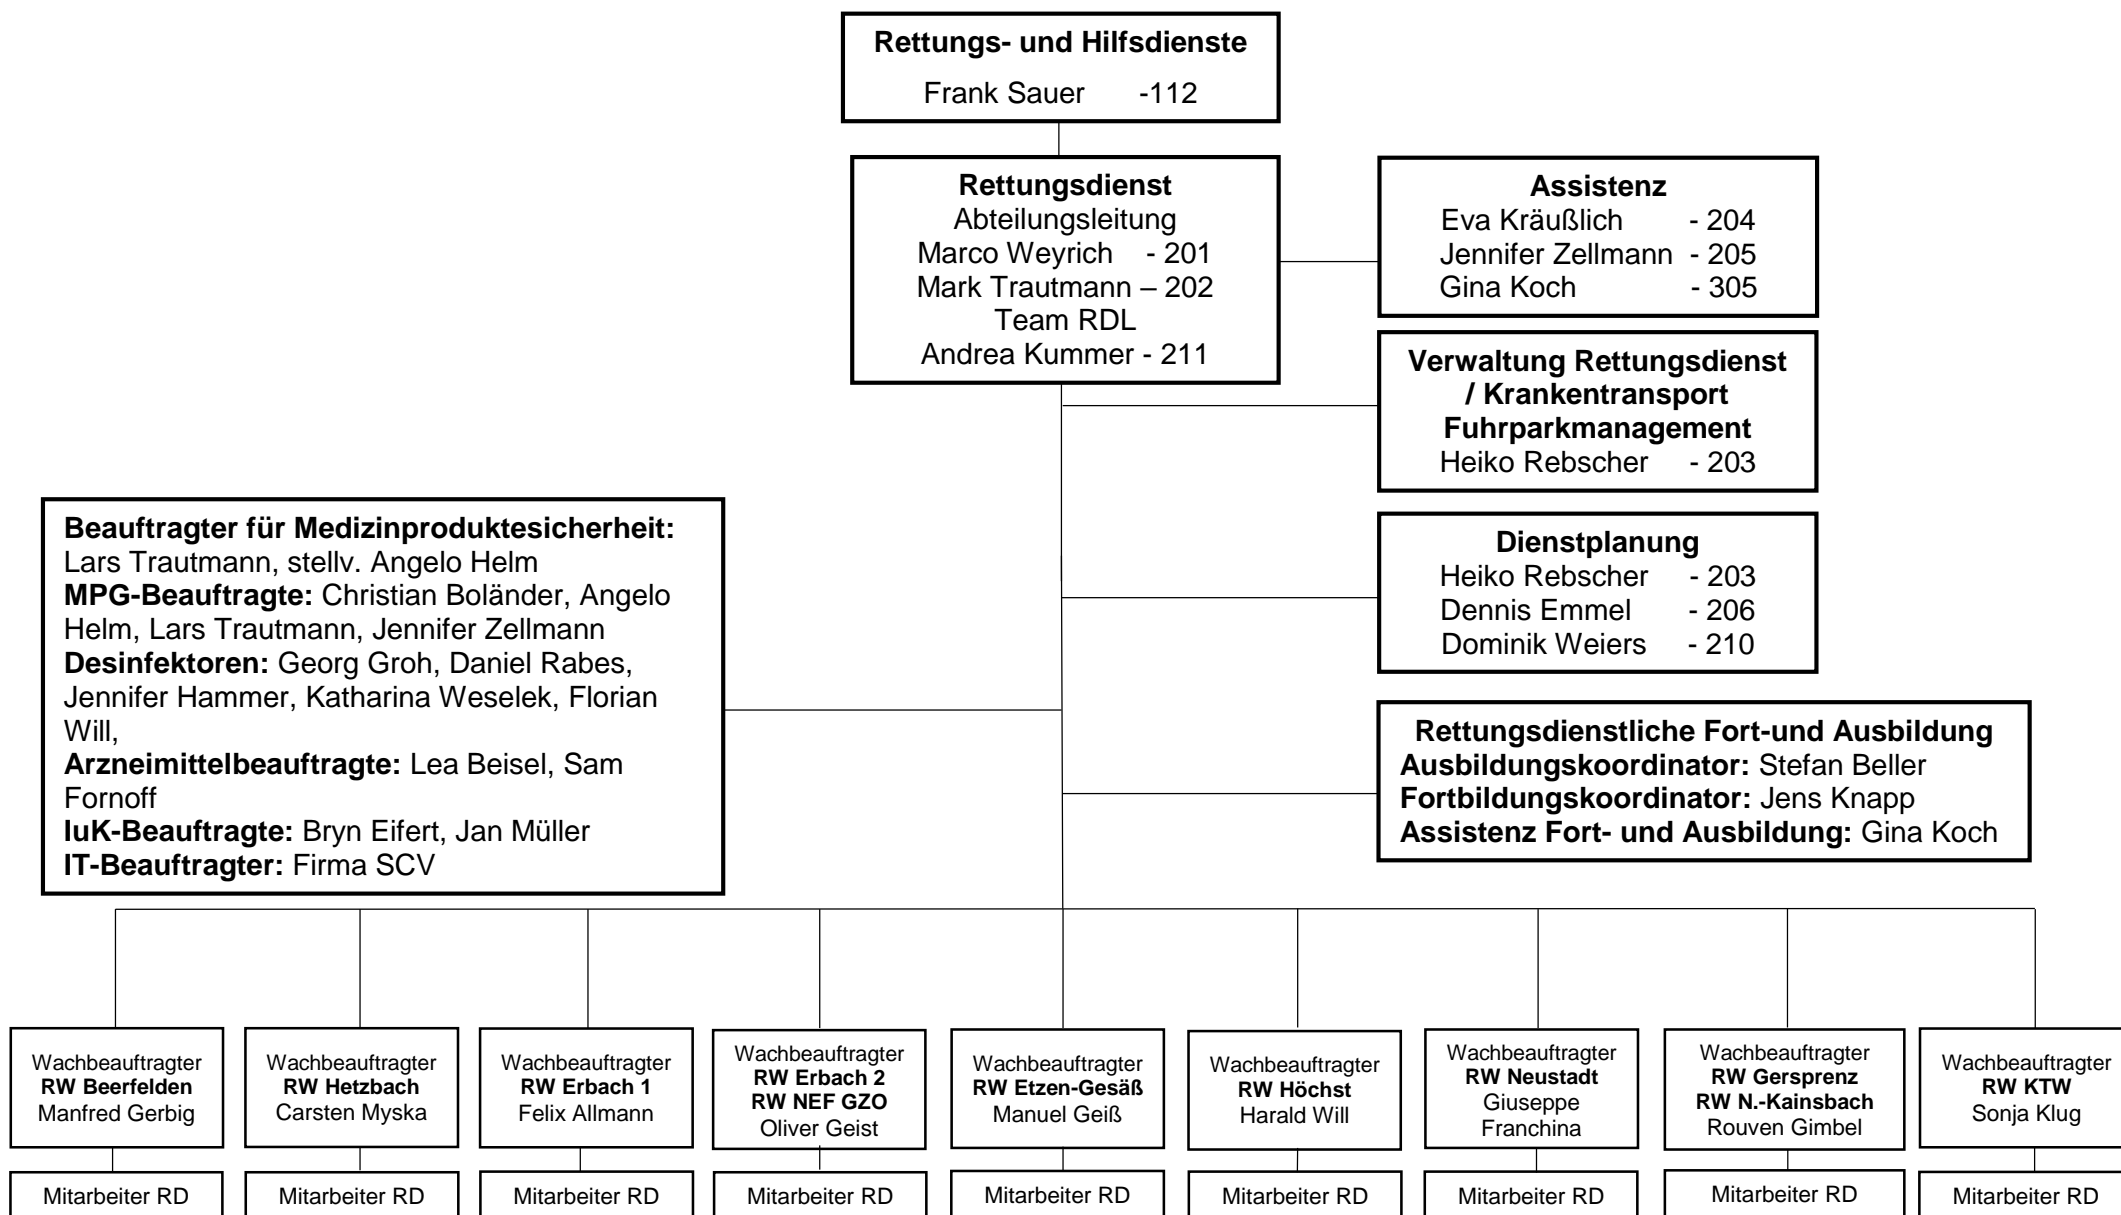 Rettungs- und Hilfsdienste
Frank Sauer -112
Rettungsdienst
Abteilungsleitung
Marco Weyrich - 201
Mark Trautmann – 202
Team RDL
Andrea Kummer - 211
Assistenz
Eva Kräußlich - 204
Jennifer Zellmann - 205
Gina Koch - 305
Verwaltung Rettungsdienst
/ Krankentransport
Fuhrparkmanagement
Heiko Rebscher - 203
Beauftragter für Medizinproduktesicherheit:
Lars Trautmann, stellv. Angelo Helm
MPG-Beauftragte: Christian Boländer, Angelo
Helm, Lars Trautmann, Jennifer Zellmann
Desinfektoren: Georg Groh, Daniel Rabes,
Jennifer Hammer, Katharina Weselek, Florian
Will,
Arzneimittelbeauftragte: Lea Beisel, Sam
Fornoff
IuK-Beauftragte: Bryn Eifert, Jan Müller
IT-Beauftragter: Firma SCV
Dienstplanung
Heiko Rebscher - 203
Dennis Emmel - 206
Dominik Weiers - 210
Rettungsdienstliche Fort-und Ausbildung
Ausbildungskoordinator: Stefan Beller
Fortbildungskoordinator: Jens Knapp
Assistenz Fort- und Ausbildung: Gina Koch
Wachbeauftragter
RW Beerfelden
Manfred Gerbig
Wachbeauftragter
RW Hetzbach
Carsten Myska
Wachbeauftragter
RW Erbach 1
Felix Allmann
Wachbeauftragter
RW Erbach 2
RW NEF GZO
Oliver Geist
Wachbeauftragter
RW Etzen-Gesäß
Manuel Geiß
Wachbeauftragter
RW Höchst
Harald Will
Wachbeauftragter
RW Neustadt
Giuseppe
Franchina
Wachbeauftragter
RW Gersprenz
RW N.-Kainsbach
Rouven Gimbel
Wachbeauftragter
RW KTW
Sonja Klug
Mitarbeiter RD
Mitarbeiter RD
Mitarbeiter RD
Mitarbeiter RD
Mitarbeiter RD
Mitarbeiter RD
Mitarbeiter RD
Mitarbeiter RD
Mitarbeiter RD